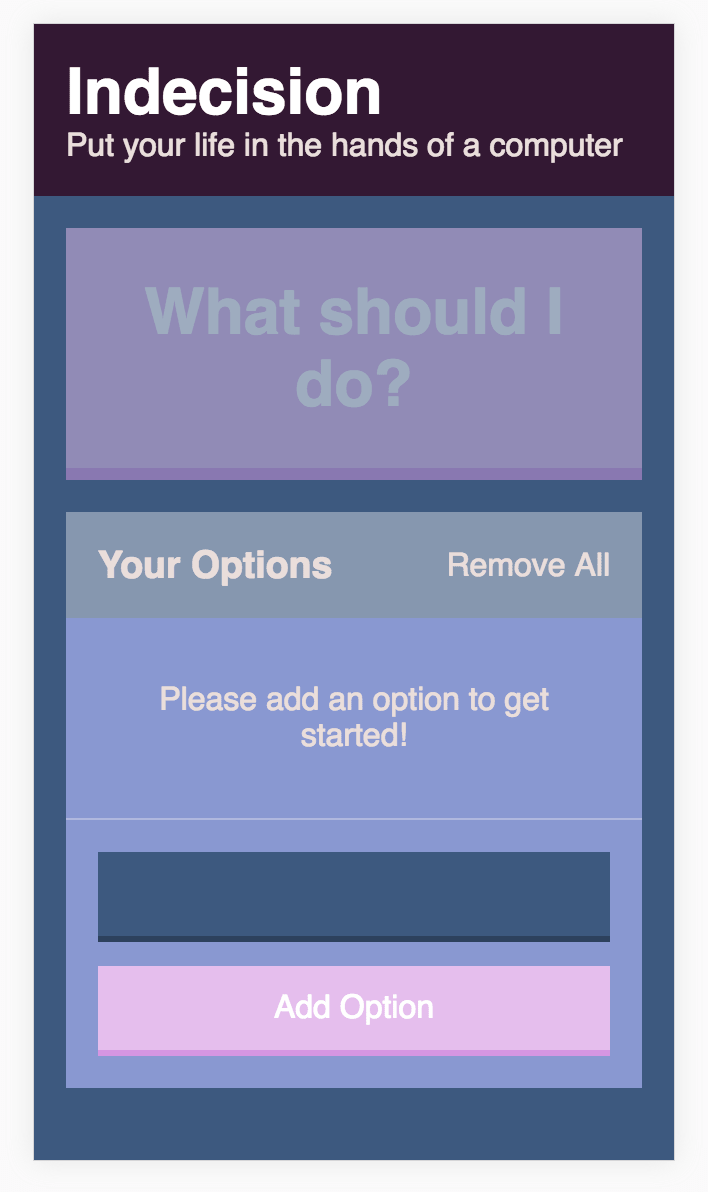 Indecision
Put your life in the hands of a computer
What should I
do?
Your Options
Remove All
Please add an option to get
started!
Add Option